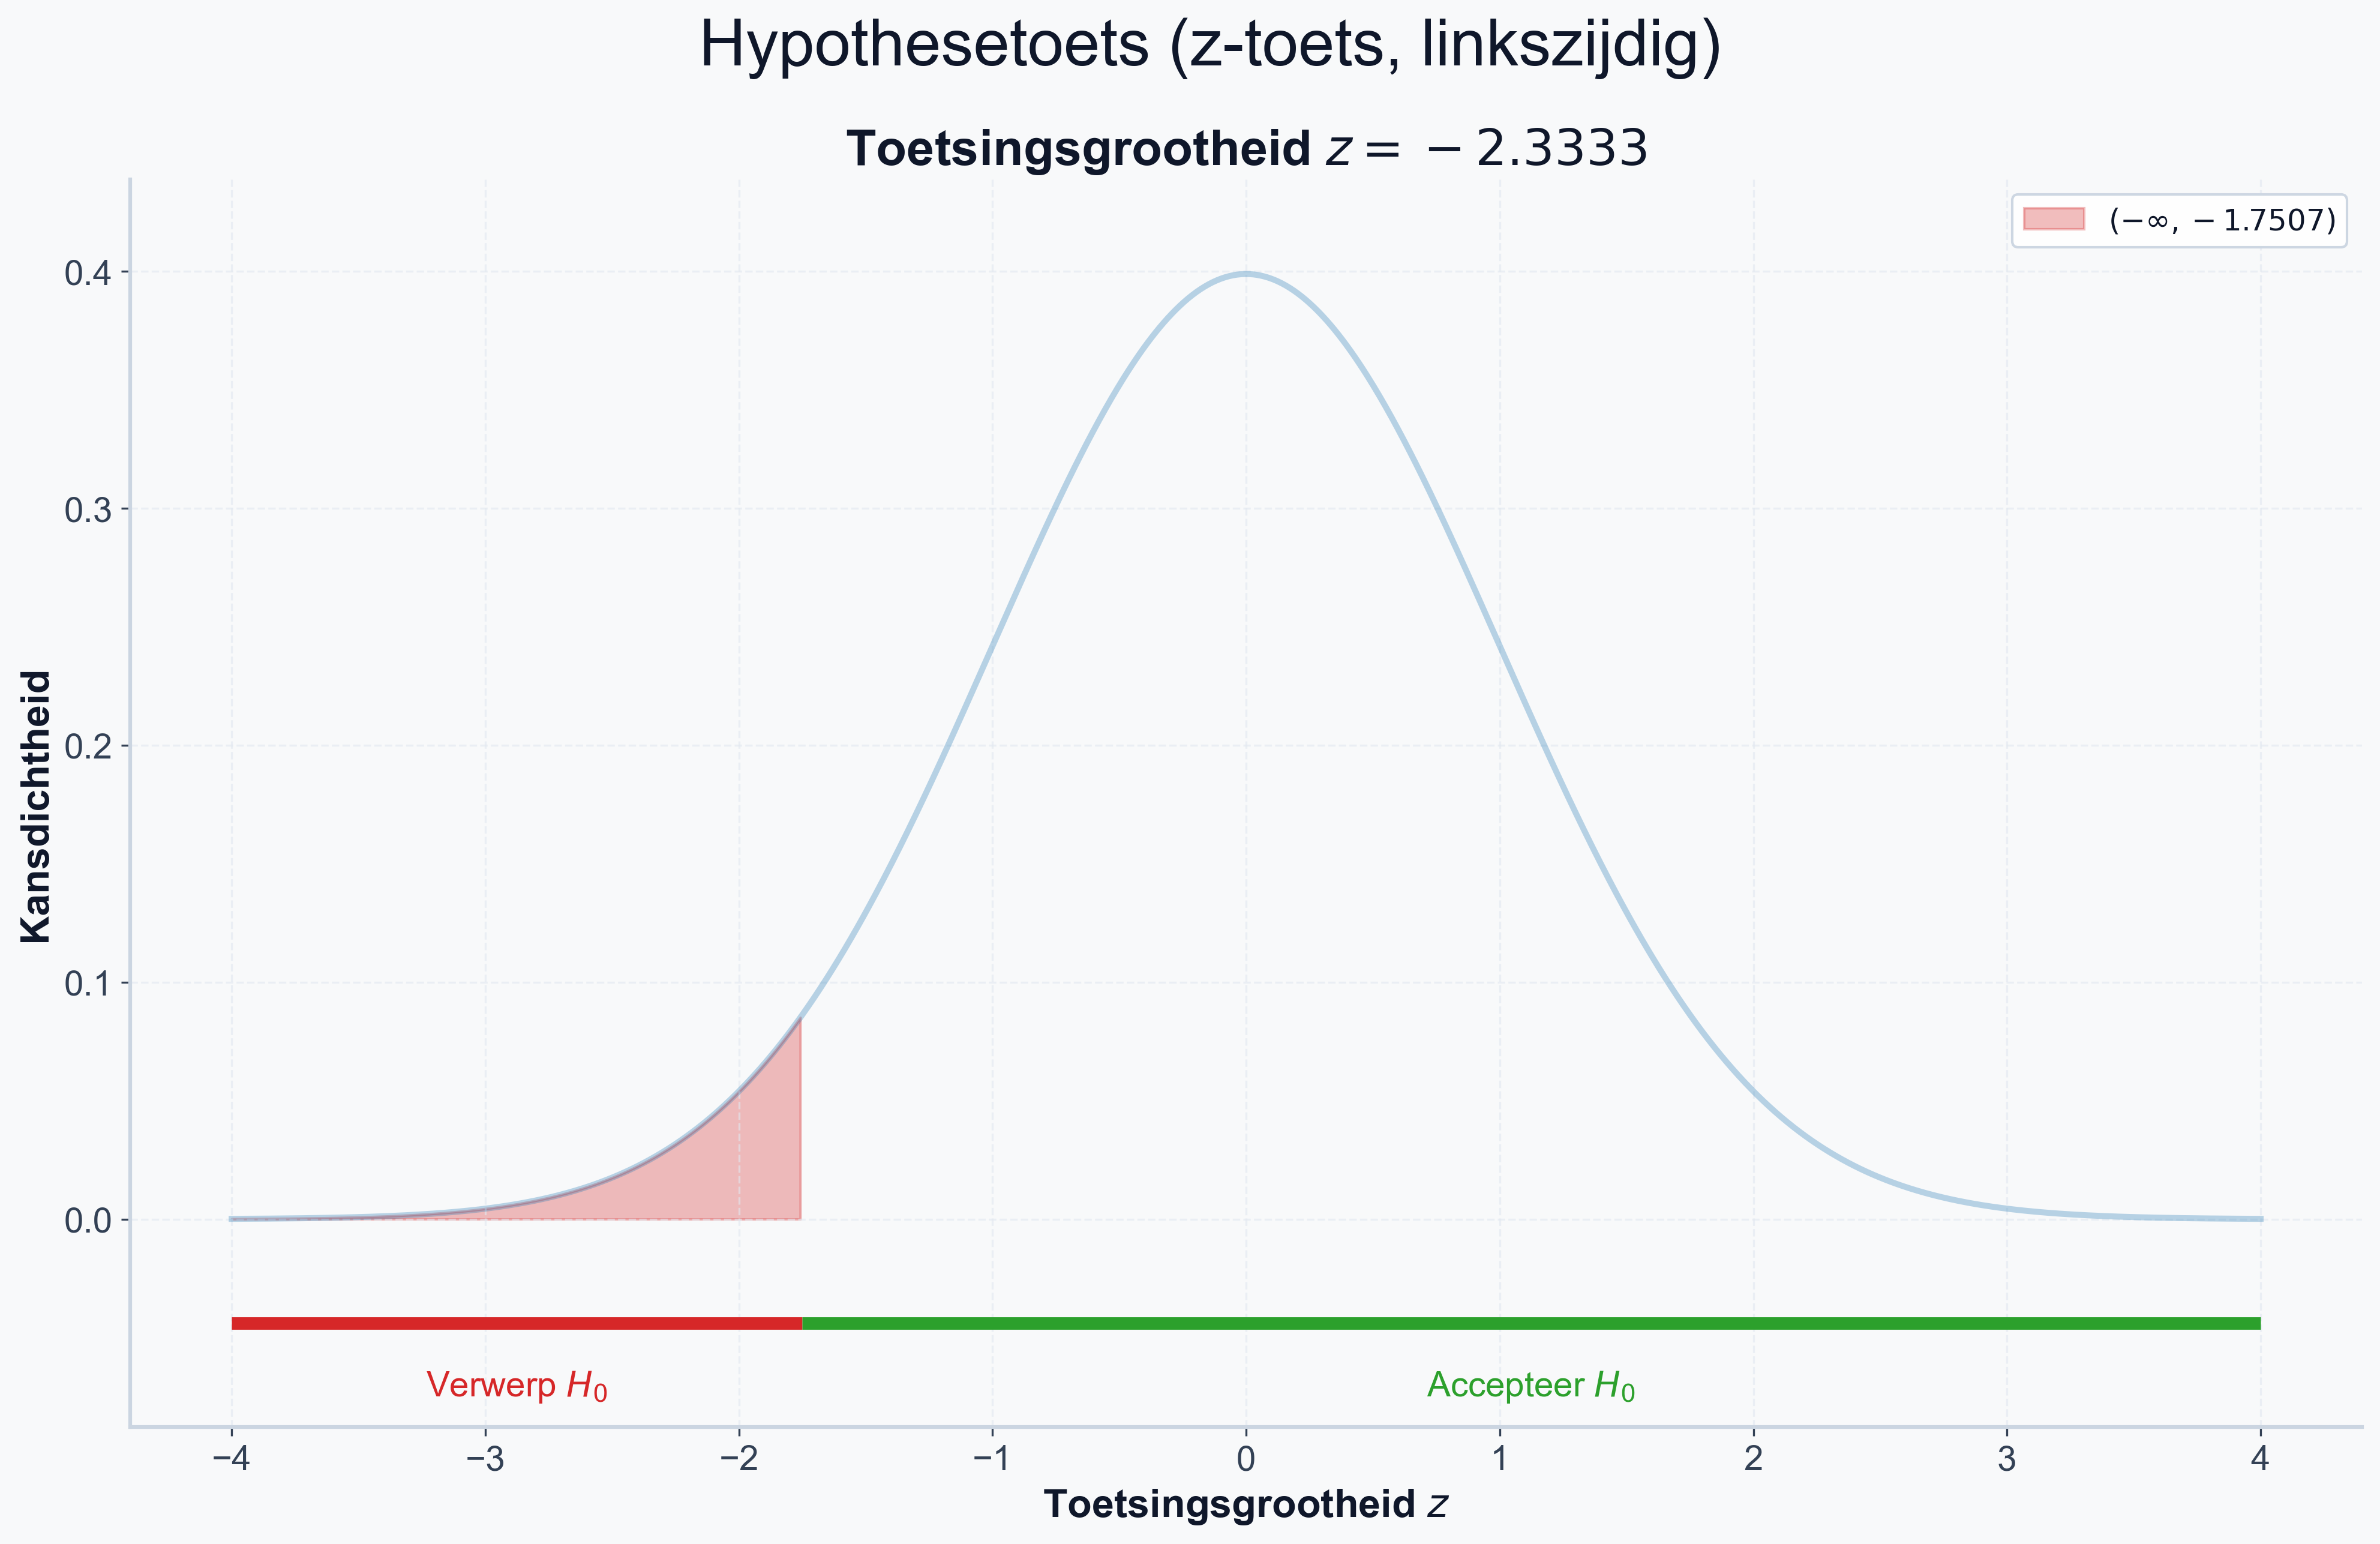 Hypothesetoets (z-toets, linkszijdig)
Toetsingsgrootheid z = −2.3333
(−∞, −1.7507)
Kansdichtheid
0.4
0.3
0.2
0.1
0.0
Verwerp H₀
Accepteer H₀
−4 −3 −2 −1 0 1 2 3 4
Toetsingsgrootheid z